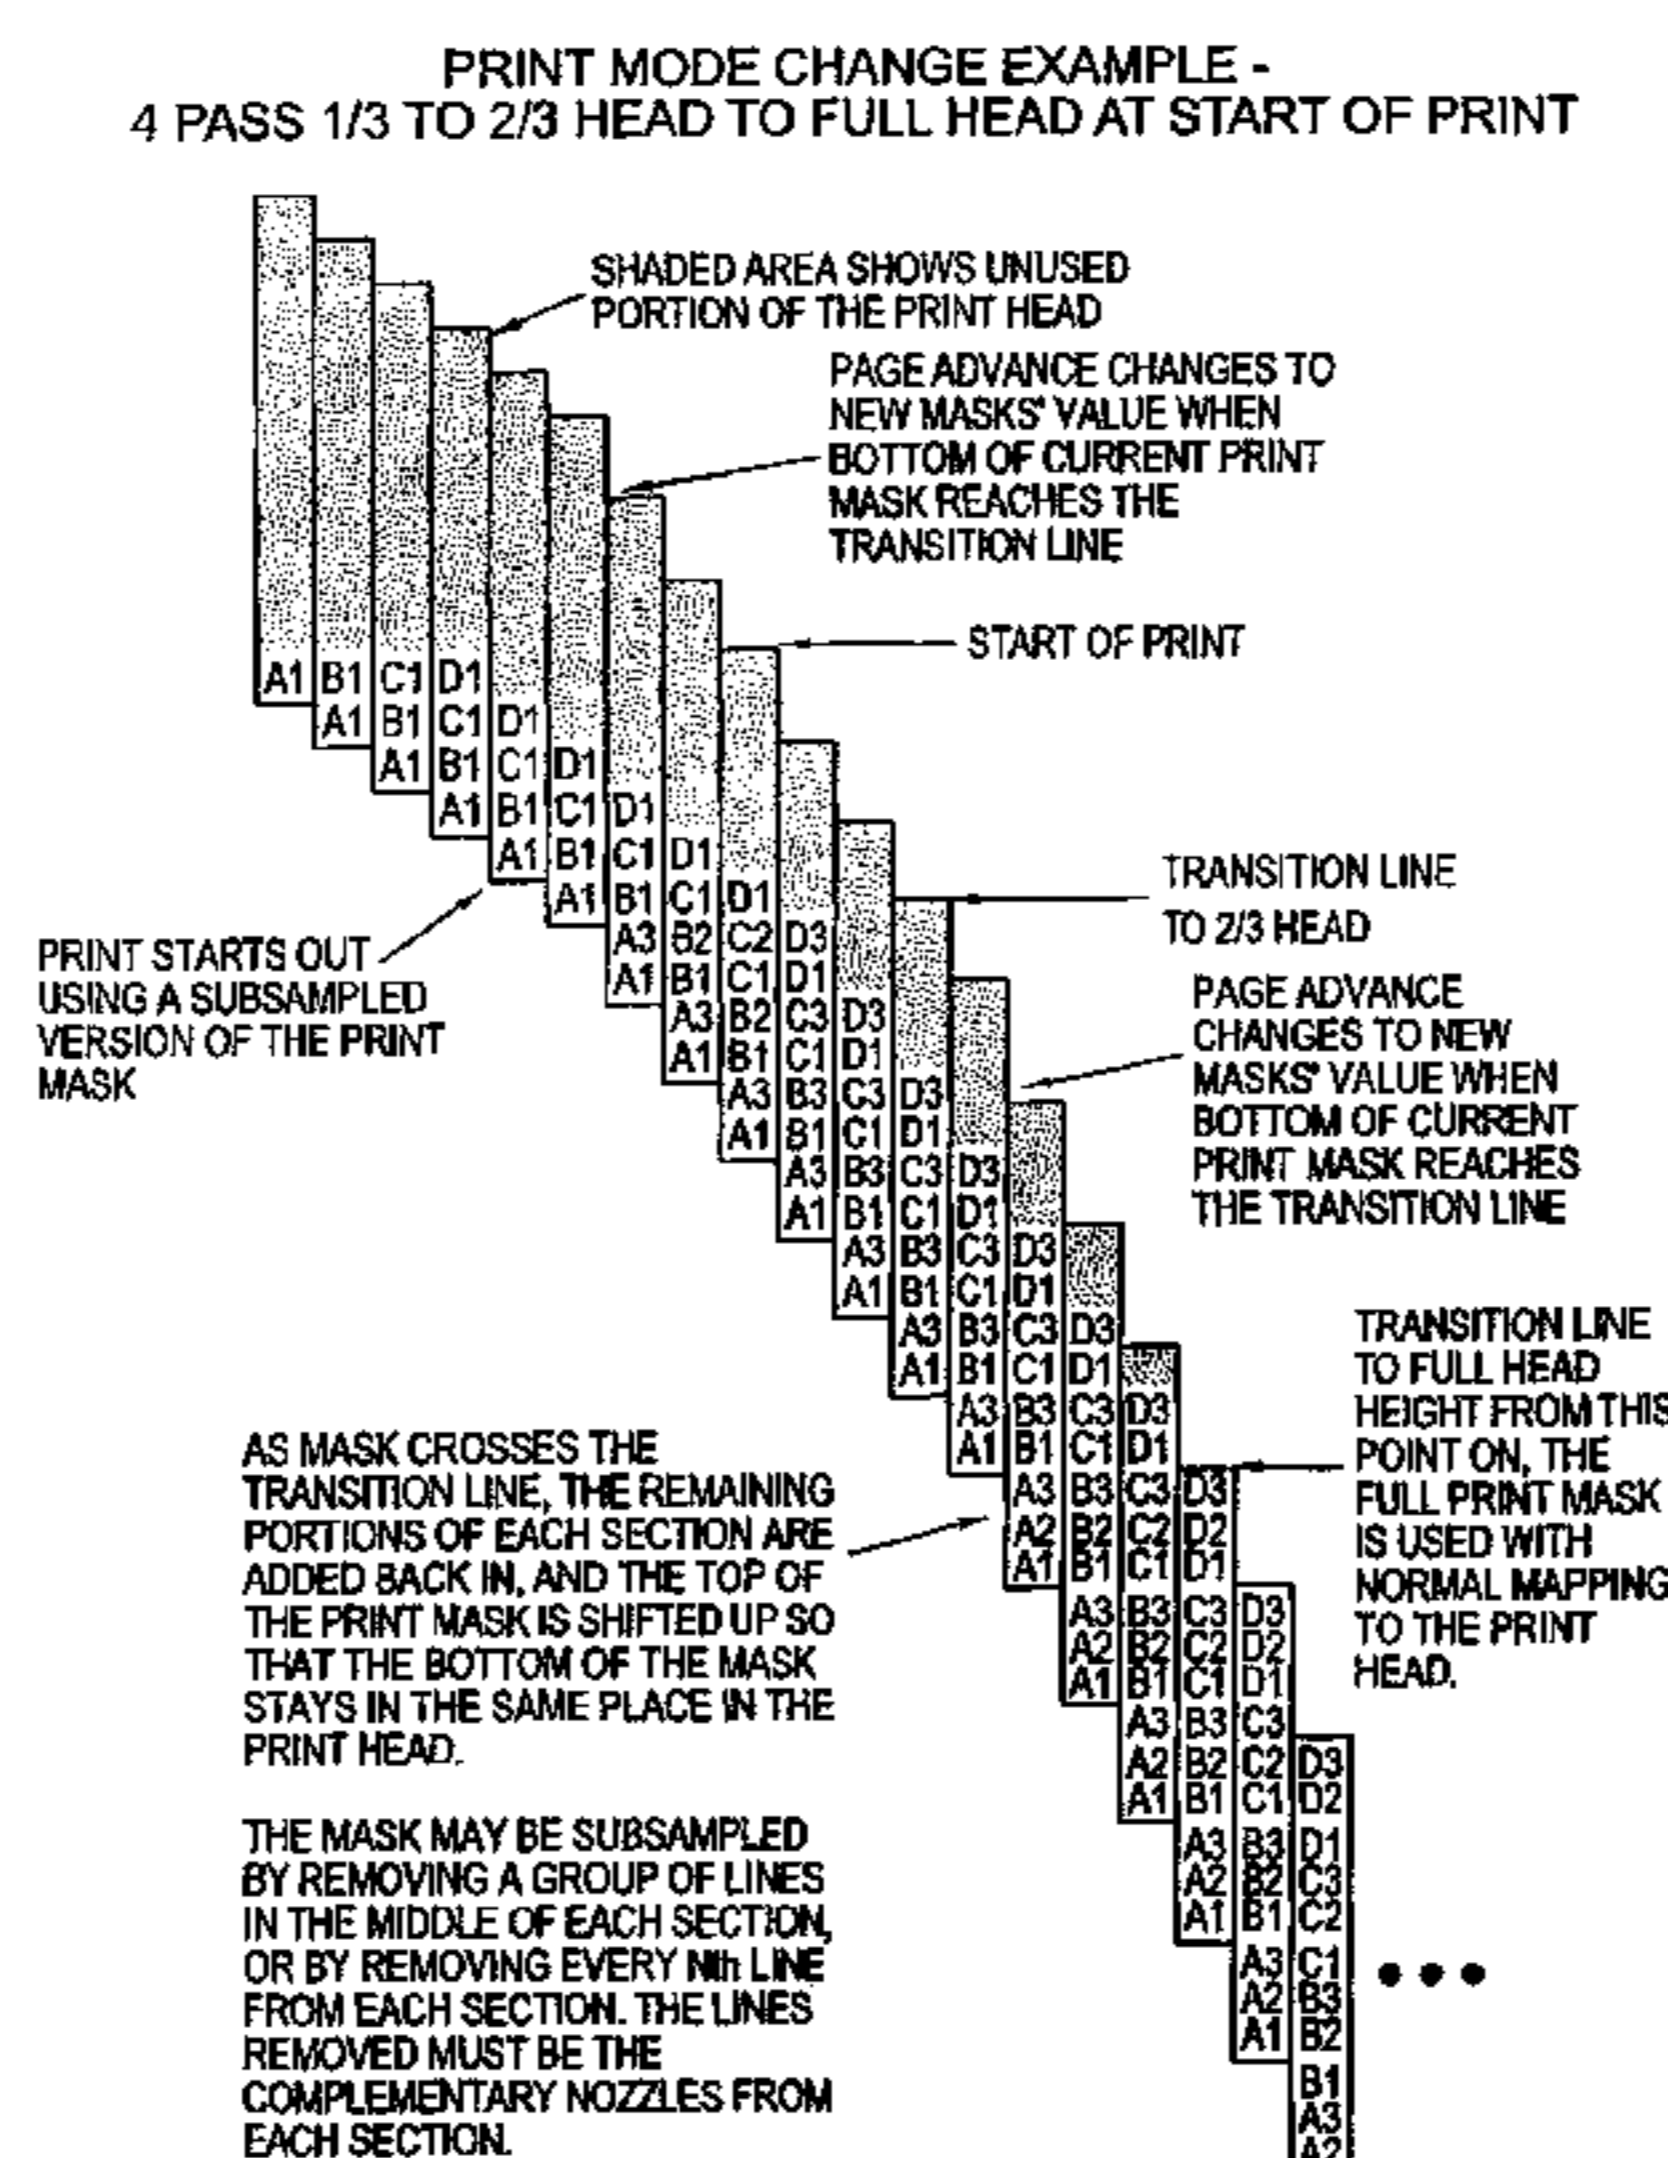 PRINT MODE CHANGE EXAMPLE -
4 PASS 1/3 TO 2/3 HEAD TO FULL HEAD AT START OF PRINT
SHADED AREA SHOWS UNUSED
PORTION OF THE PRINT HEAD
PAGE ADVANCE CHANGES TO
NEW MASKS' VALUE WHEN
BOTTOM OF CURRENT PRINT
MASK REACHES THE
TRANSITION LINE
START OF PRINT
A1 B1 C1 D1
A1 B1 C1 D1
A1 B1 C1 D1
A1 B1 C1 D1
A1 B1 C1 D1
A1 B1 C1 D1
A3 B2 C2 D3
A1 B1 C1 D1
A3 B2 C3 D3
A1 B1 C1 D1
A3 B3 C3 D3
A1 B1 C1 D1
A3 B3 C3 D3
A1 B1 C1 D1
A3 B3 C3 D3
A1 B1 C1 D1
A3 B3 C3 D3
A1 B1 C1 D1
A3 B3 C3 D3
A1 B1 C1 D1
A3 B3 C3 D3
A2 B2 C2 D2
A1 B1 C1 D1
A3 B3 C3 D3
A2 B2 C2 D2
A1 B1 C1 D1
A3 B3 C3
A2 B2 C2 D3
A1 B1 C1 D2
A3 B3 D1
A2 B2 C3
A1 B1 C2
A3 C1
A2 B3
A1 B2
B1
A3
A2
TRANSITION LINE
TO 2/3 HEAD
PRINT STARTS OUT
USING A SUBSAMPLED
VERSION OF THE PRINT
MASK
PAGE ADVANCE
CHANGES TO NEW
MASKS' VALUE WHEN
BOTTOM OF CURRENT
PRINT MASK REACHES
THE TRANSITION LINE
TRANSITION LINE
TO FULL HEAD
HEIGHT FROM THIS
POINT ON, THE
FULL PRINT MASK
IS USED WITH
NORMAL MAPPING
TO THE PRINT
HEAD.
AS MASK CROSSES THE
TRANSITION LINE, THE REMAINING
PORTIONS OF EACH SECTION ARE
ADDED BACK IN, AND THE TOP OF
THE PRINT MASK IS SHIFTED UP SO
THAT THE BOTTOM OF THE MASK
STAYS IN THE SAME PLACE IN THE
PRINT HEAD.
THE MASK MAY BE SUBSAMPLED
BY REMOVING A GROUP OF LINES
IN THE MIDDLE OF EACH SECTION,
OR BY REMOVING EVERY Nth LINE
FROM EACH SECTION. THE LINES
REMOVED MUST BE THE
COMPLEMENTARY NOZZLES FROM
EACH SECTION.